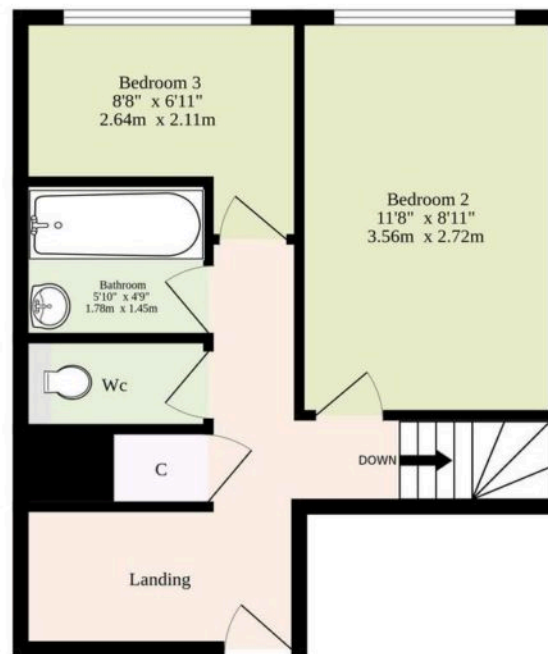 Bedroom 3
8'8" x 6'11"
2.64m x 2.11m
Bedroom 2
11'8" x 8'11"
3.56m x 2.72m
Bathroom
5'10" x 4'9"
1.78m x 1.45m
Wc
C
DOWN
Landing